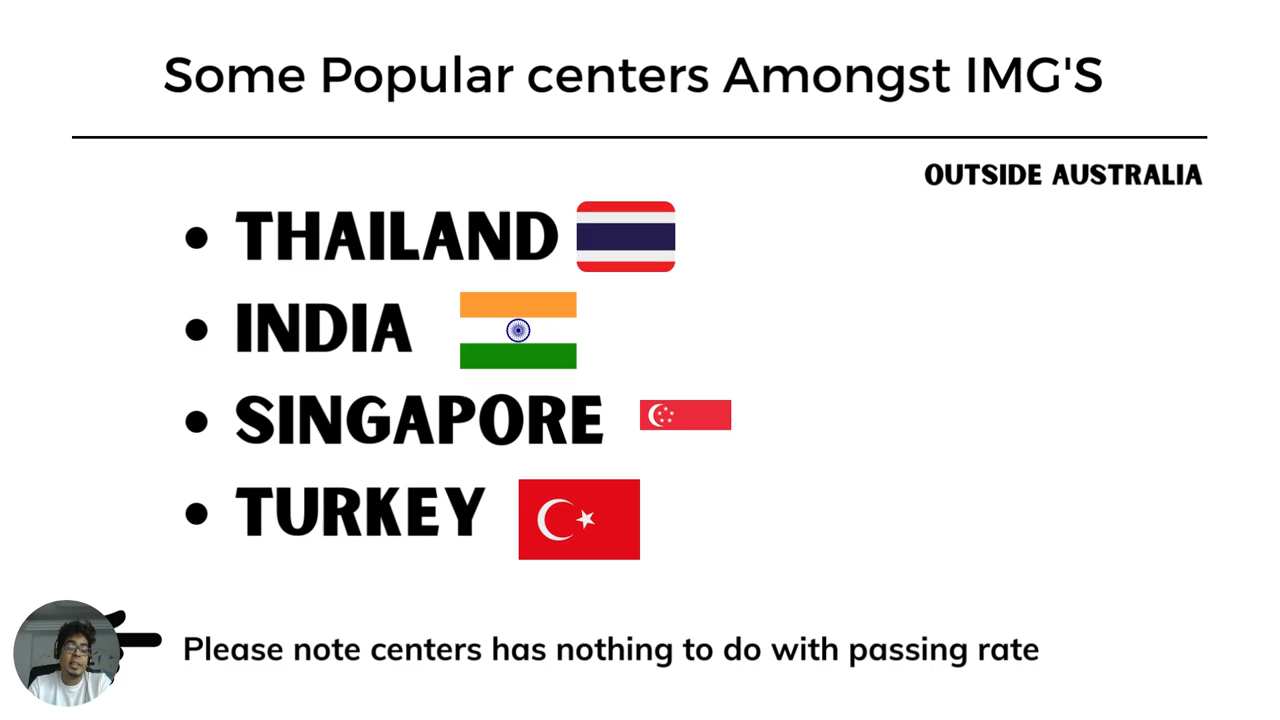 Some Popular centers Amongst IMG'S
OUTSIDE AUSTRALIA
• THAILAND
• INDIA
• SINGAPORE
• TURKEY
Please note centers has nothing to do with passing rate